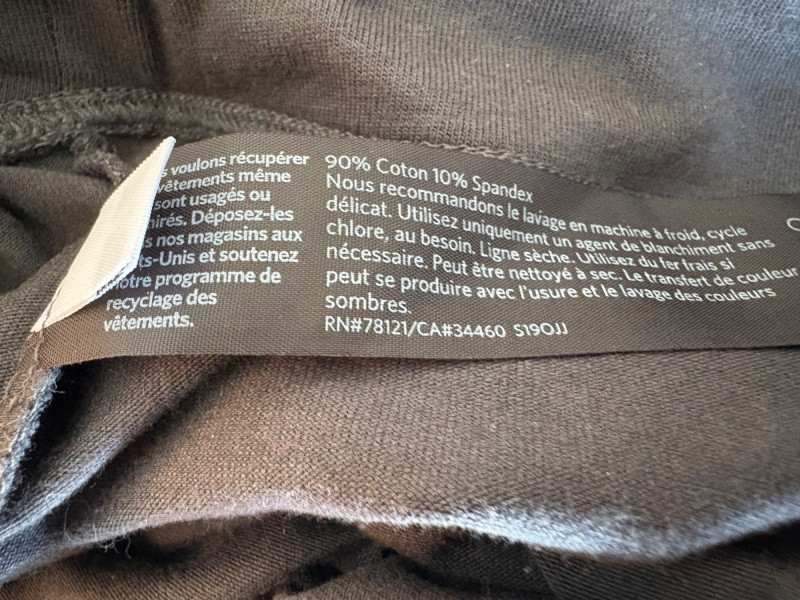 voulons récupérer
vêtements même
sont usagés ou
Déposez-les
nos magasins aux
et soutenez
notre programme de
recyclage des
vêtements.
90% Coton 10% Spandex
Nous recommandons le lavage en machine à froid, cycle
délicat. Utilisez uniquement un agent de blanchiment sans
chlore, au besoin. Ligne sèche. Utilisez du fer frais si
nécessaire. Peut être nettoyé à sec. Le transfert de couleur
peut se produire avec l'usure et le lavage des couleurs
sombres.
RN#78121/CA#34460 S19OJJ